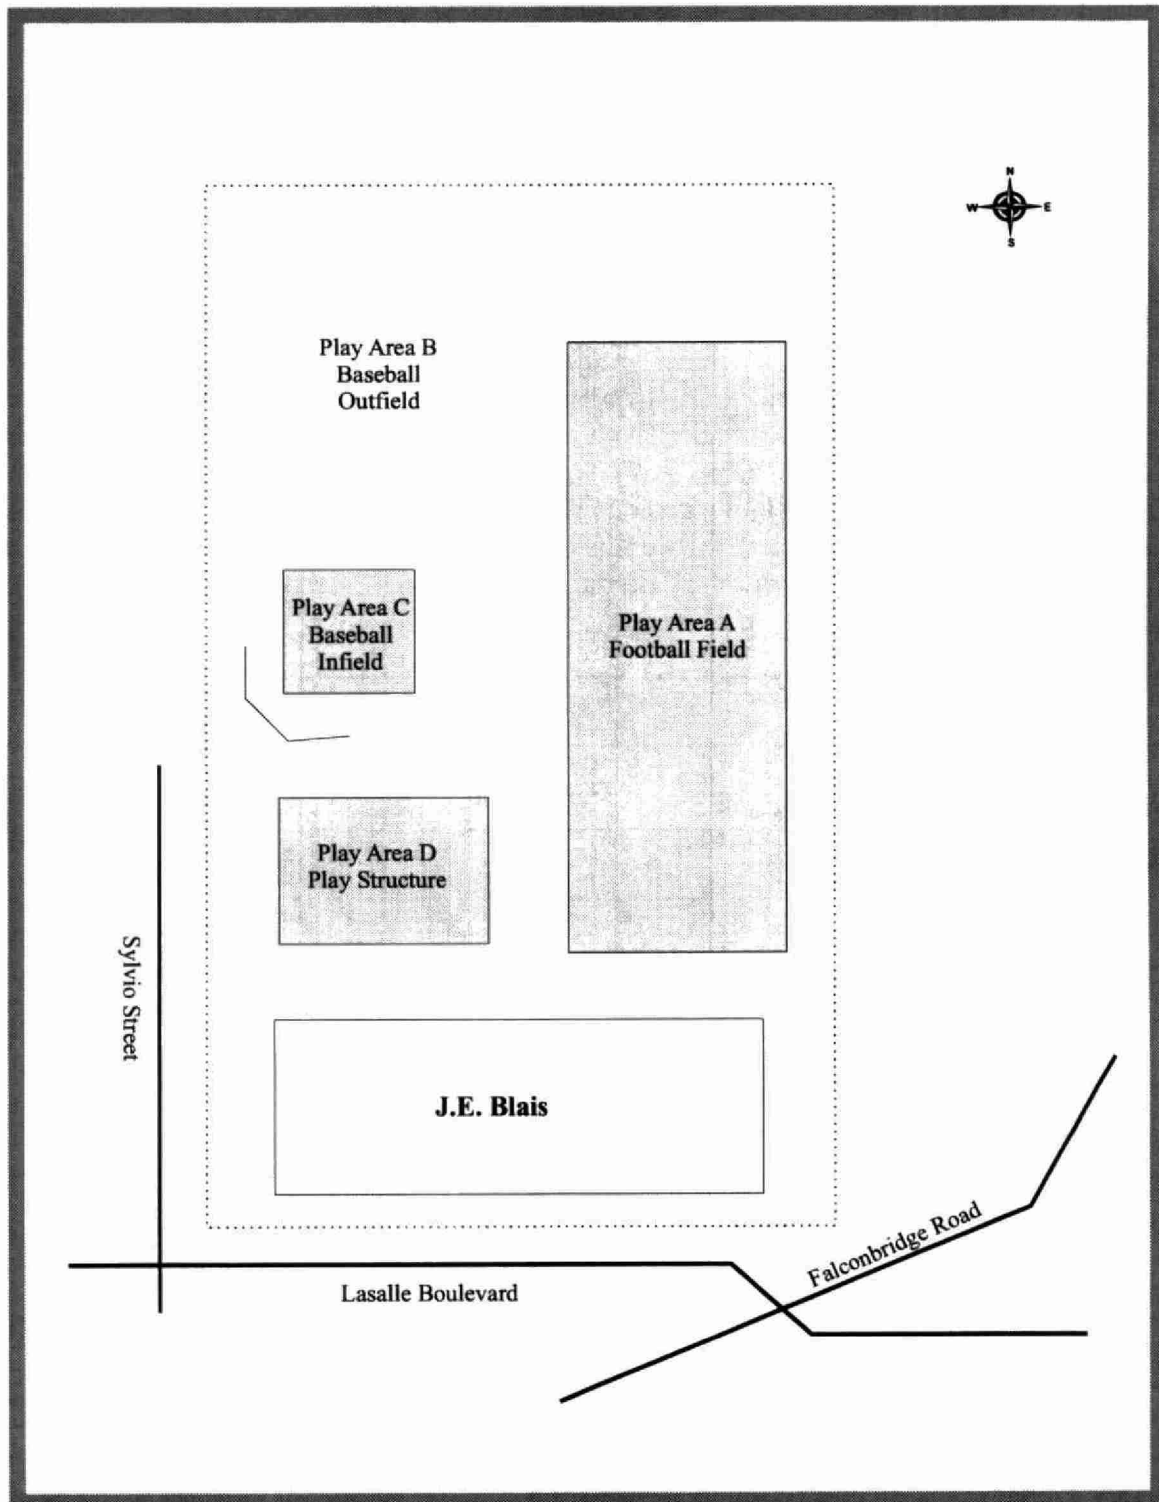 N
W E
S
Play Area B
Baseball
Outfield
Play Area C
Baseball
Infield
Play Area A
Football Field
Play Area D
Play Structure
Sylvio Street
J.E. Blais
Falconbridge Road
Lasalle Boulevard